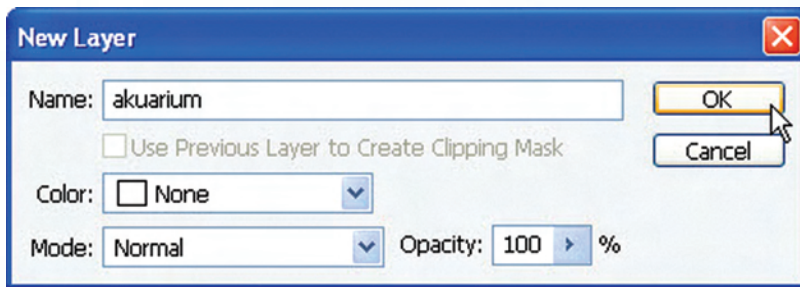 New Layer
Name: akuarium OK
Use Previous Layer to Create Clipping Mask Cancel
Color: None
Mode: Normal Opacity: 100 %